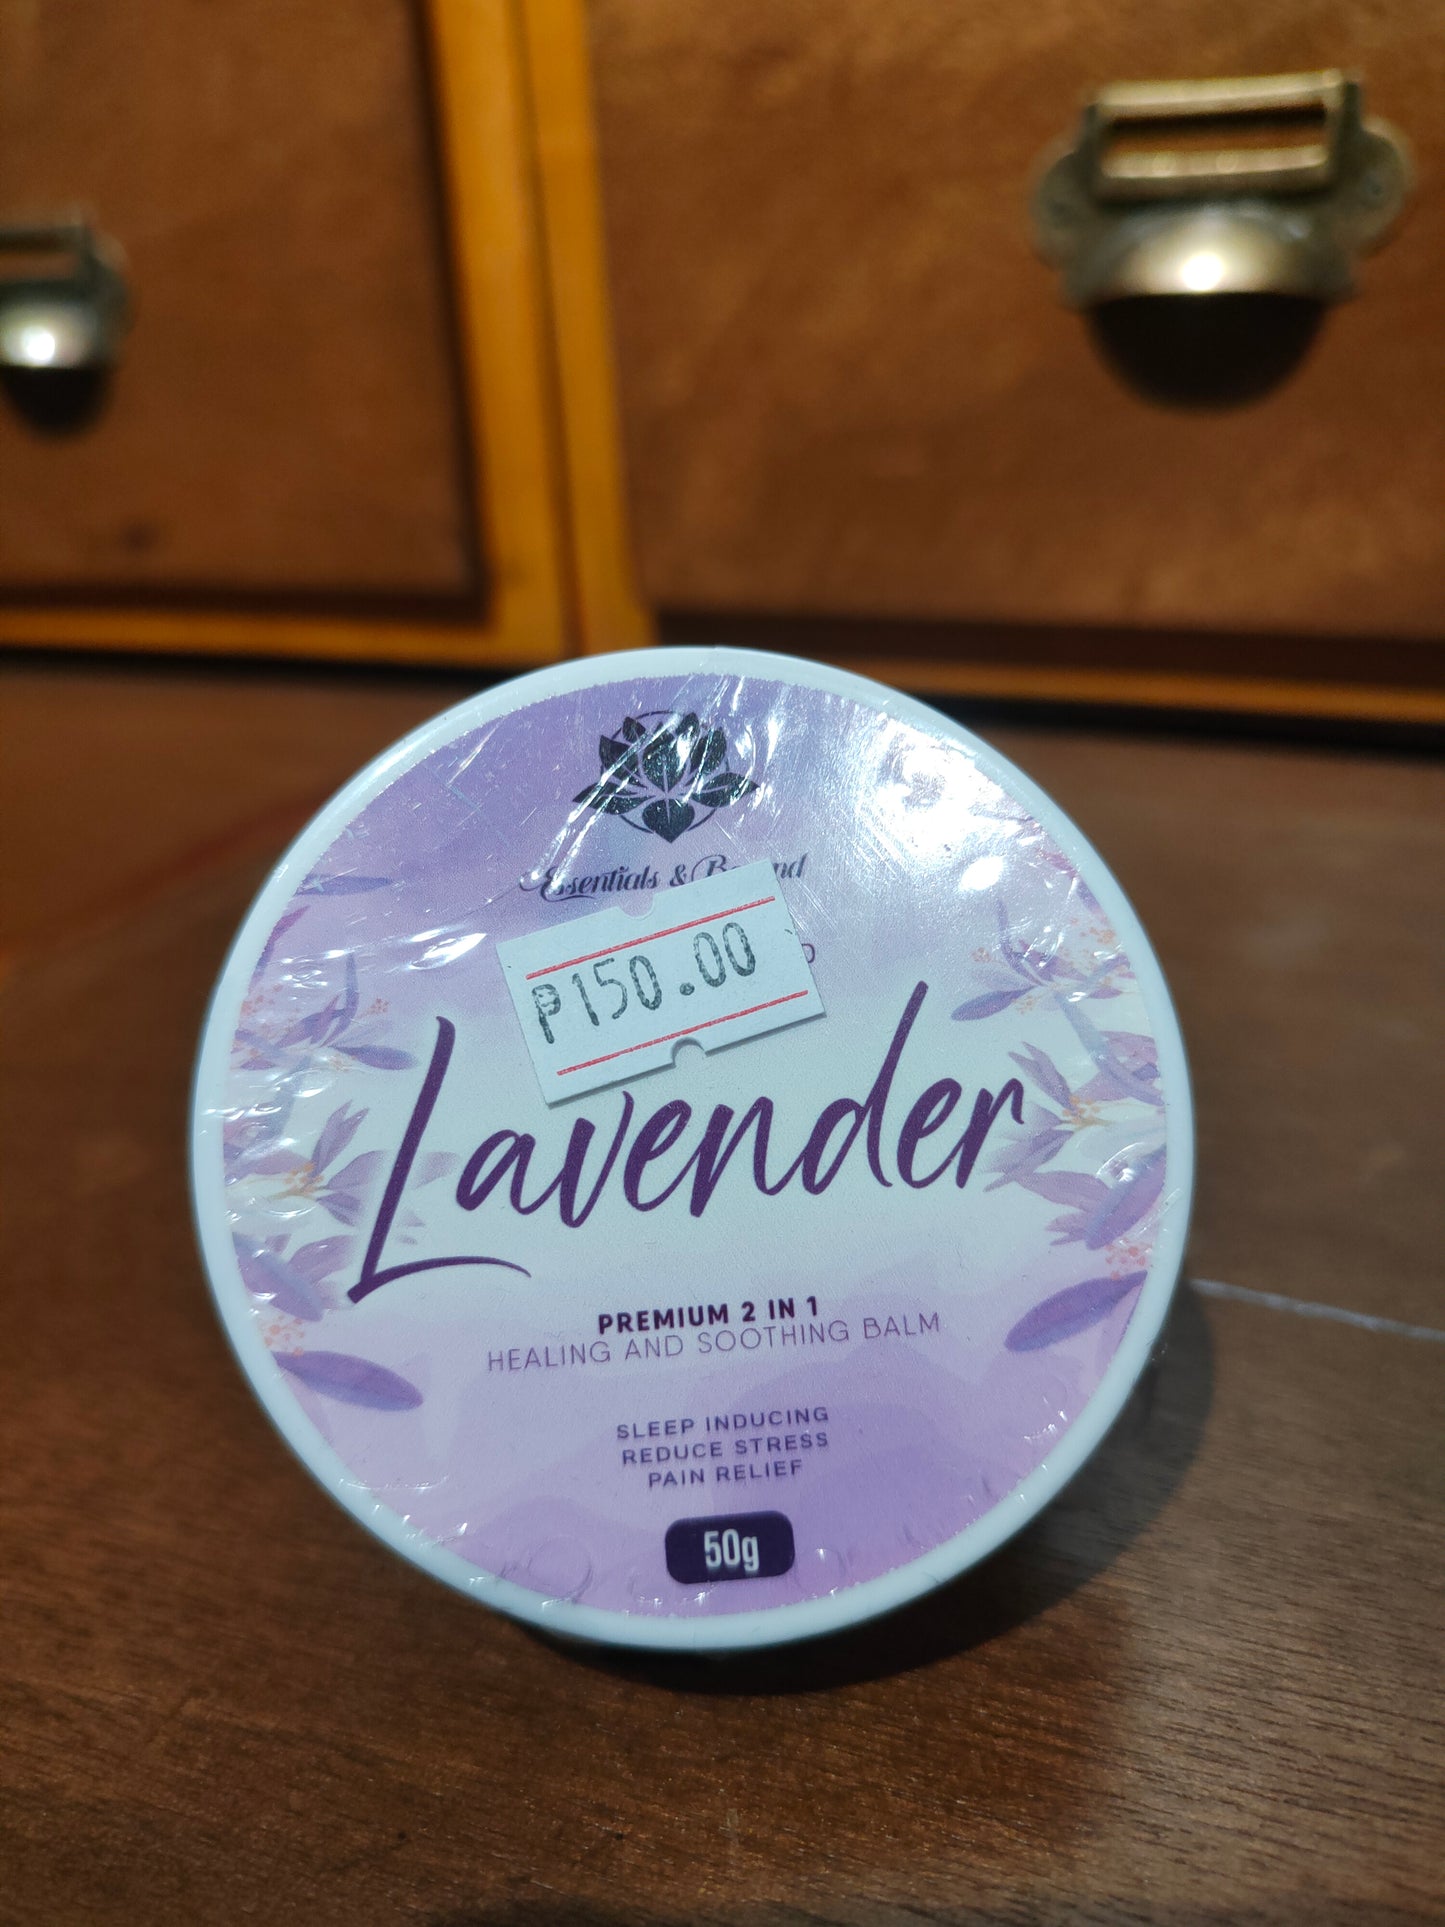 Essentials &
P150.00
Lavender
PREMIUM 2 IN 1
HEALING AND SOOTHING BALM
SLEEP INDUCING
REDUCE STRESS
PAIN RELIEF
50g